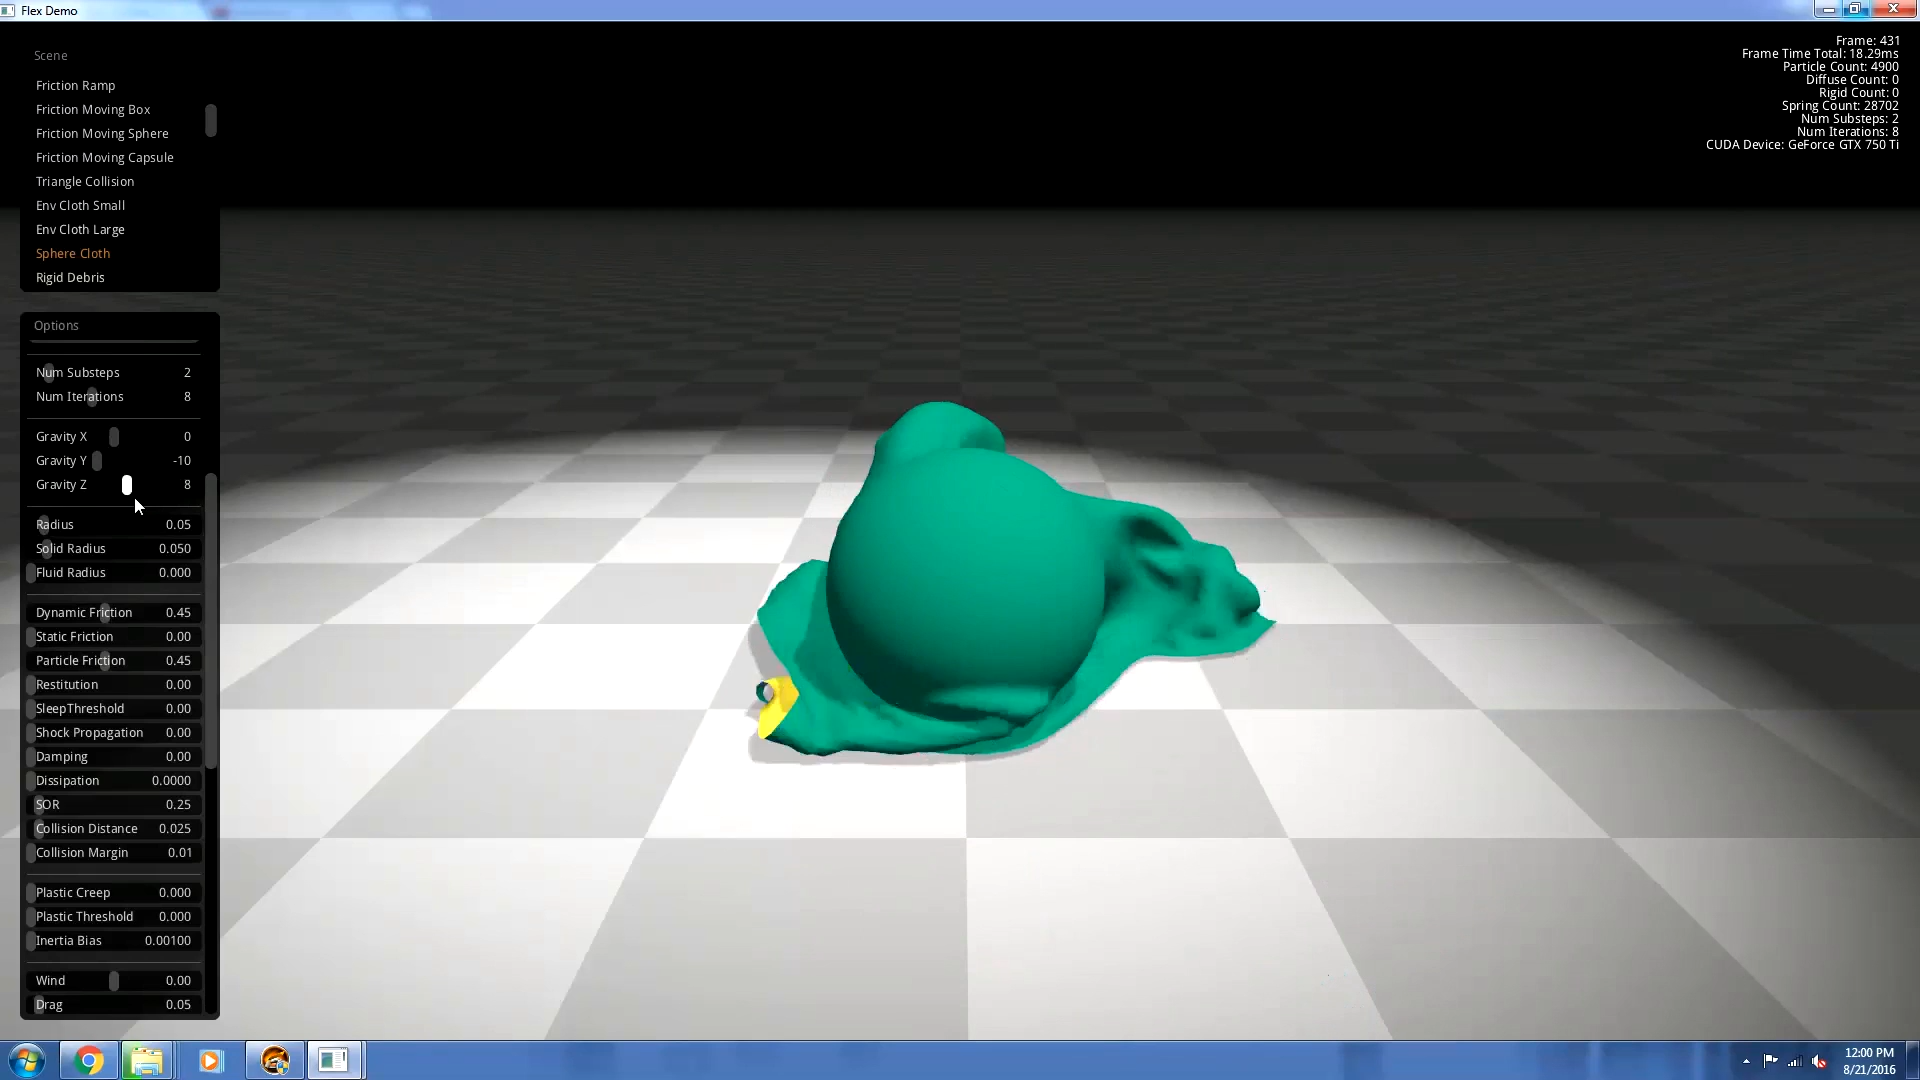 Flex Demo
Scene
Friction Ramp
Friction Moving Box
Friction Moving Sphere
Friction Moving Capsule
Triangle Collision
Env Cloth Small
Env Cloth Large
Sphere Cloth
Rigid Debris
Frame: 431
Frame Time Total: 18.29ms
Particle Count: 4900
Diffuse Count: 0
Rigid Count: 0
Spring Count: 28702
Num Substeps: 2
Num Iterations: 8
CUDA Device: GeForce GTX 750 Ti
Options
Num Substeps 2
Num Iterations 8
Gravity X 0
Gravity Y -10
Gravity Z 8
Radius 0.05
Solid Radius 0.050
Fluid Radius 0.000
Dynamic Friction 0.45
Static Friction 0.00
Particle Friction 0.45
Restitution 0.00
SleepThreshold 0.00
Shock Propagation 0.00
Damping 0.00
Dissipation 0.0000
SOR 0.25
Collision Distance 0.025
Collision Margin 0.01
Plastic Creep 0.000
Plastic Threshold 0.000
Inertia Bias 0.00100
Wind 0.00
Drag 0.05
12:00 PM
8/21/2016